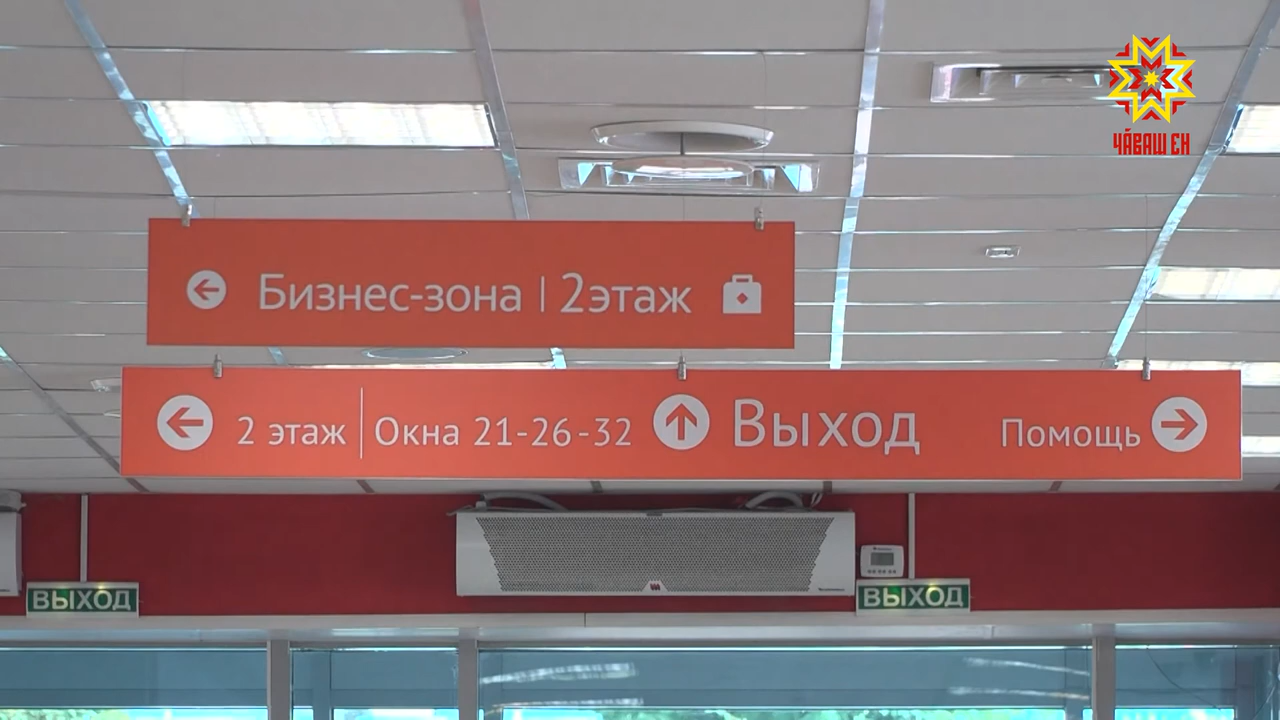 ЧӐВАШ ЕН
Бизнес-зона | 2этаж
2 этаж | Окна 21-26-32 Выход Помощь
ВЫХОД ВЫХОД